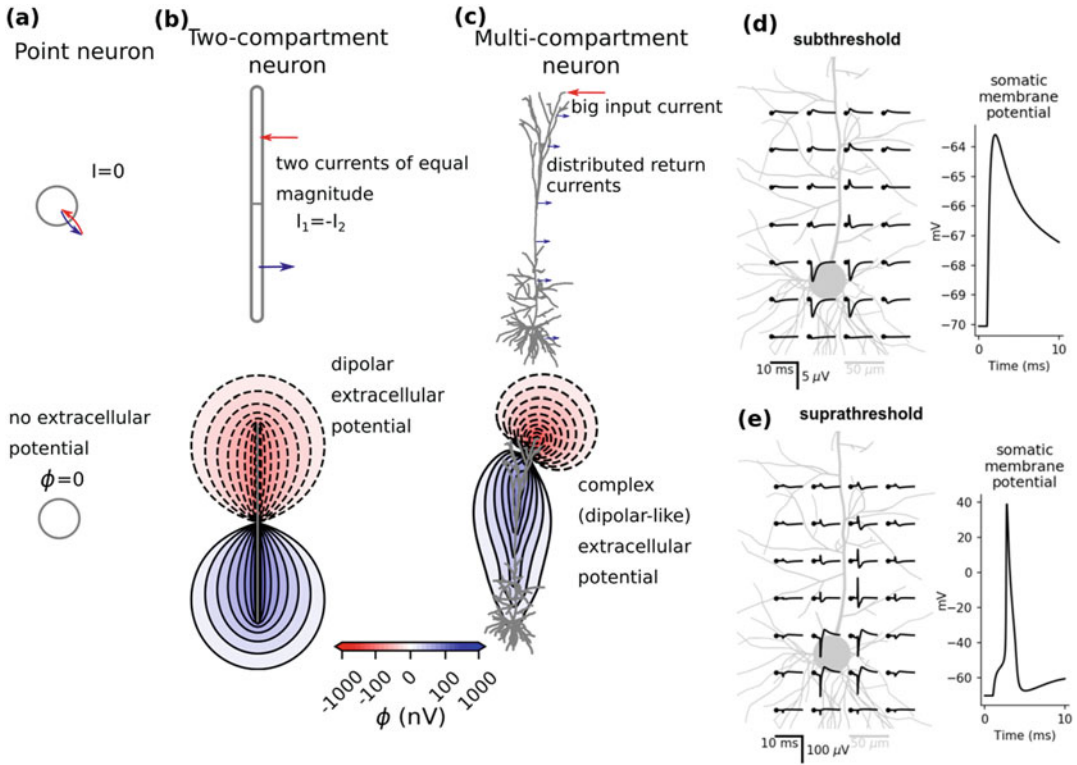 (a)
Point neuron
I=0
no extracellular
potential
ϕ=0
(b)
Two-compartment
neuron
two currents of equal
magnitude
I₁=-I₂
dipolar
extracellular
potential
(c)
Multi-compartment
neuron
big input current
distributed return
currents
complex
(dipolar-like)
extracellular
potential
-1000
-100
0
100
1000
ϕ (nV)
(d)
subthreshold
10 ms
5 μV
50 μm
somatic
membrane
potential
−64
−65
−66
−67
−68
−69
−70
mV
0
10
Time (ms)
(e)
suprathreshold
10 ms
100 μV
50 μm
somatic
membrane
potential
40
20
0
−20
−40
−60
mV
0
10
Time (ms)